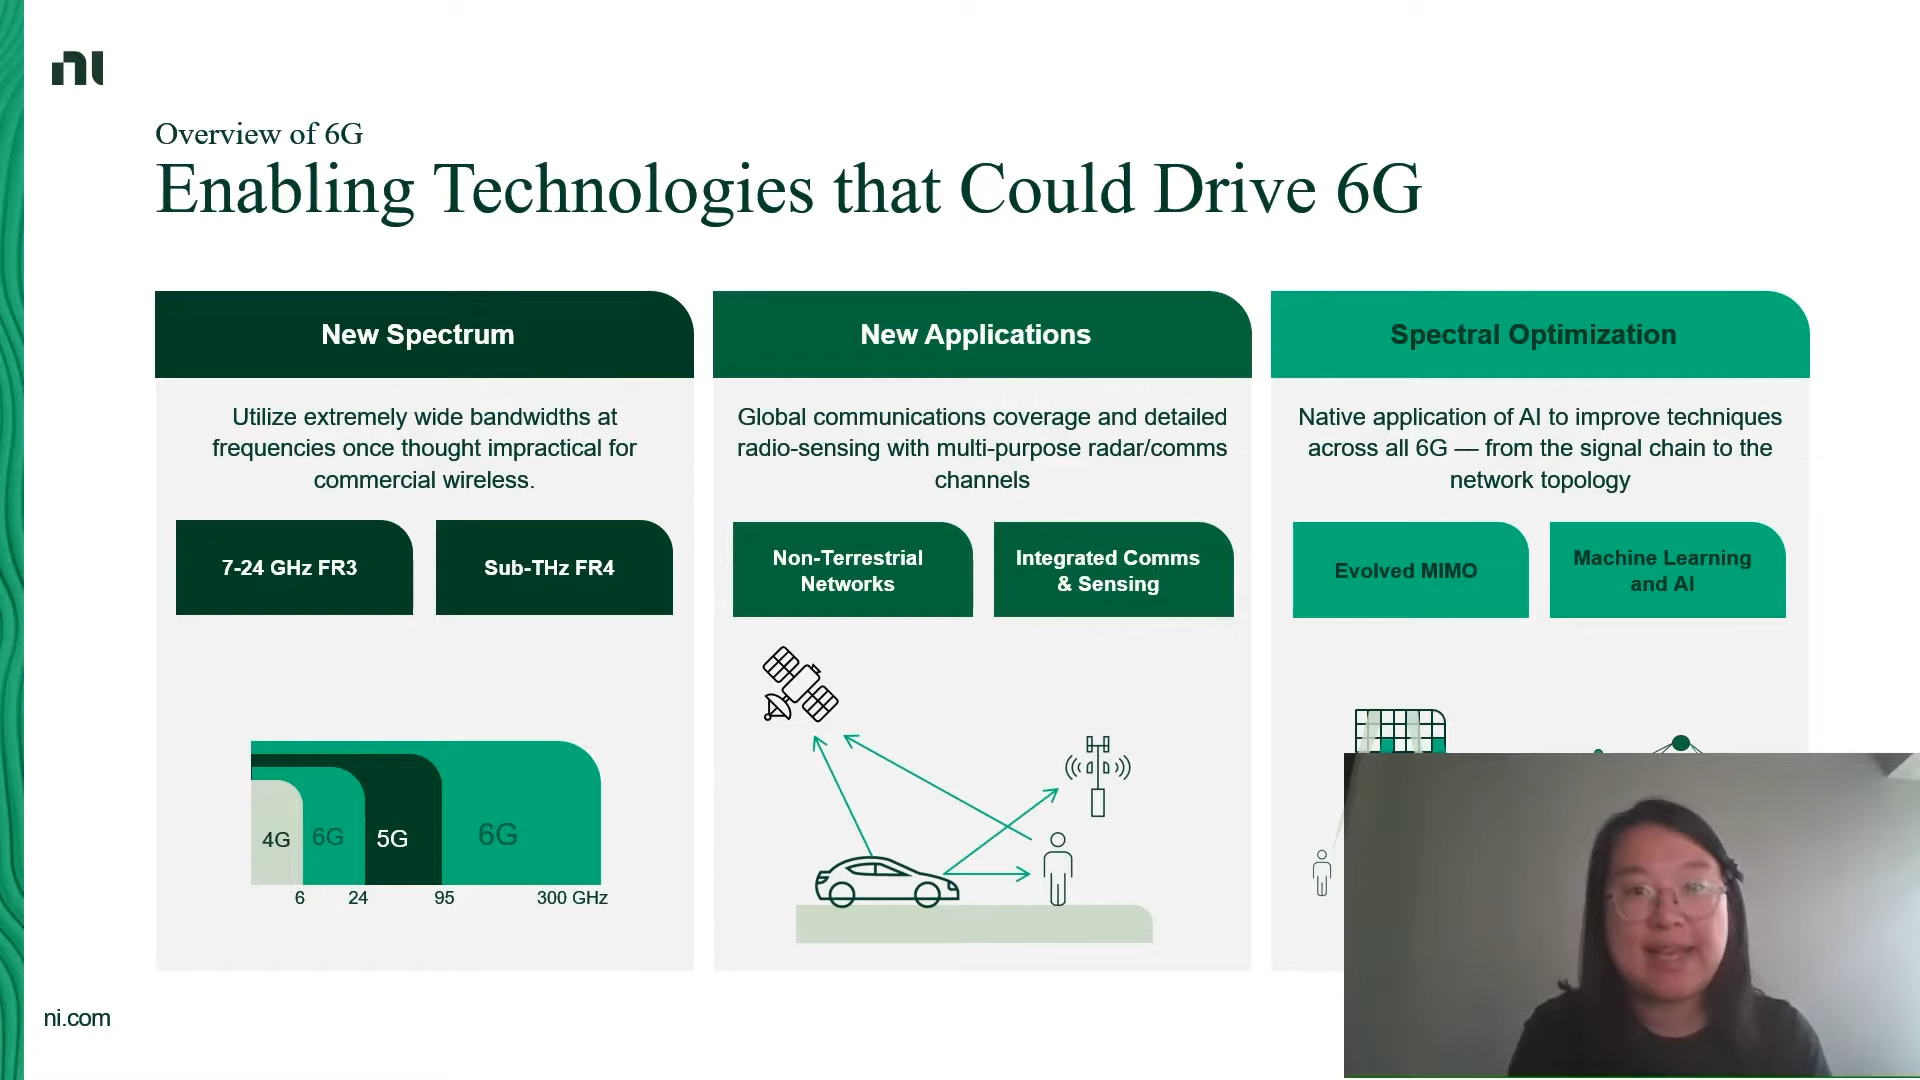 ni
Overview of 6G
Enabling Technologies that Could Drive 6G
New Spectrum
Utilize extremely wide bandwidths at
frequencies once thought impractical for
commercial wireless.
7-24 GHz FR3
Sub-THz FR4
4G
6G
5G
6G
6
24
95
300 GHz
New Applications
Global communications coverage and detailed
radio-sensing with multi-purpose radar/comms
channels
Non-Terrestrial
Networks
Integrated Comms
& Sensing
Spectral Optimization
Native application of AI to improve techniques
across all 6G — from the signal chain to the
network topology
Evolved MIMO
Machine Learning
and AI
ni.com